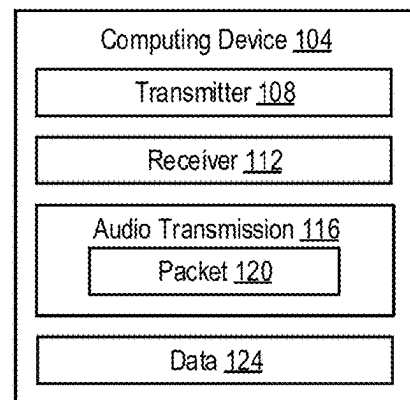 Computing Device 104
Transmitter 108
Receiver 112
Audio Transmission 116
Packet 120
Data 124